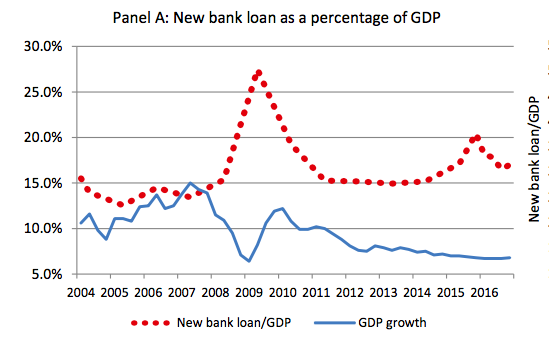 Panel A: New bank loan as a percentage of GDP
30.0%
25.0%
20.0%
15.0%
10.0%
5.0%
2004 2005 2006 2007 2008 2009 2010 2011 2012 2013 2014 2015 2016
New bank loan/GDP GDP growth
New bank loan/GDP